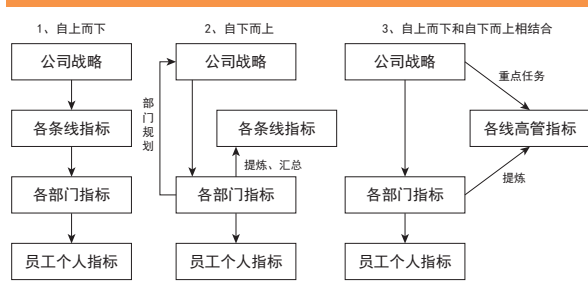 1、自上而下
公司战略
各条线指标
各部门指标
员工个人指标
2、自下而上
公司战略
部门规划
各条线指标
提炼、汇总
各部门指标
员工个人指标
3、自上而下和自下而上相结合
公司战略
重点任务
各线高管指标
提炼
各部门指标
员工个人指标